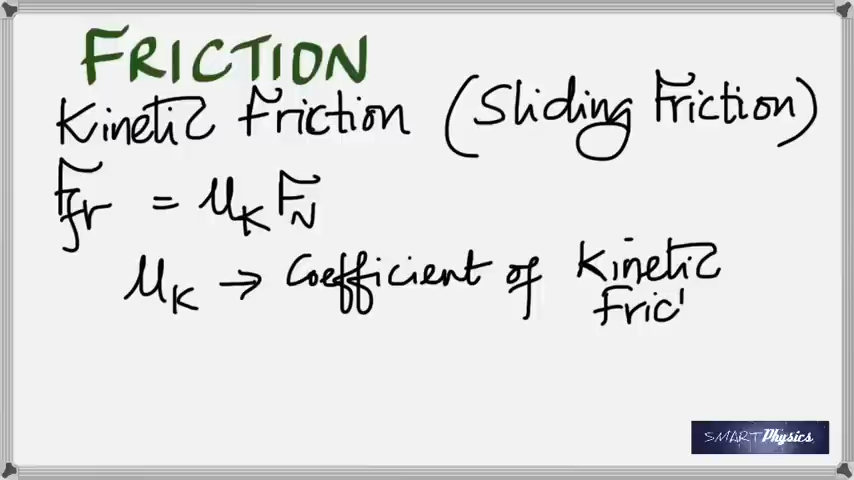 FRICTION
Kinetic Friction (Sliding Friction)
Ffr = μK FN
μK → Coefficient of Kinetic
Fric
SMARTPhysics